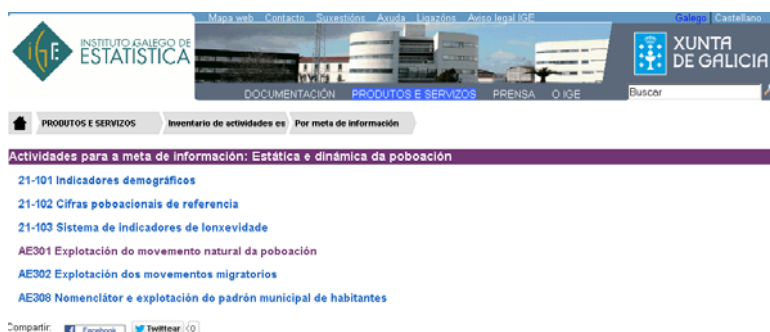 Mapa web Contacto Suxestións Axuda Ligazóns Aviso legal IGE Galego Castellano
iGE INSTITUTO GALEGO DE
ESTATÍSTICA
XUNTA
DE GALICIA
DOCUMENTACIÓN PRODUTOS E SERVIZOS PRENSA O IGE Buscar
PRODUTOS E SERVIZOS Inventario de actividades es Por meta de información
Actividades para a meta de información: Estática e dinámica da poboación
21-101 Indicadores demográficos
21-102 Cifras poboacionais de referencia
21-103 Sistema de indicadores de lonxevidade
AE301 Explotación do movemento natural da poboación
AE302 Explotación dos movementos migratorios
AE308 Nomenclátor e explotación do padrón municipal de habitantes
Compartir: Facebook Twittear 0